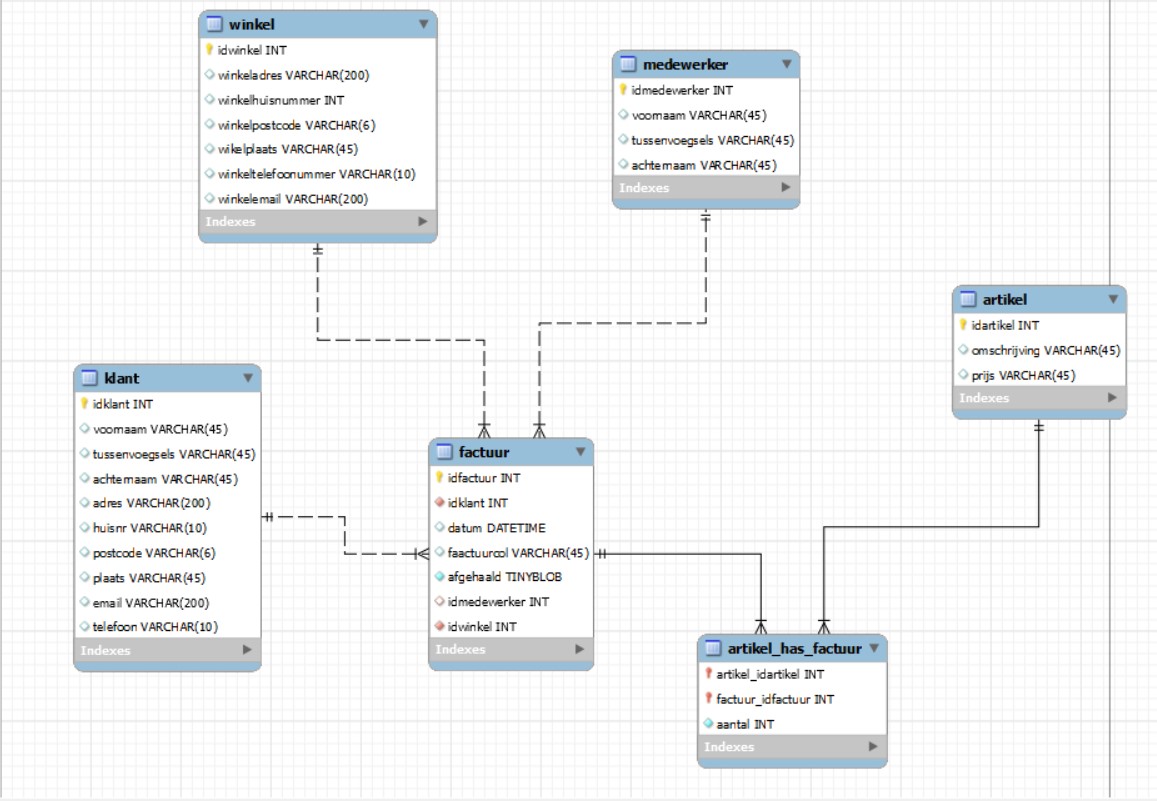 winkel
idwinkel INT
winkeladres VARCHAR(200)
winkelhuisnummer INT
winkelpostcode VARCHAR(6)
wikelplaats VARCHAR(45)
winkeltelefoonummer VARCHAR(10)
winkelemail VARCHAR(200)
Indexes
medewerker
idmedewerker INT
voornaam VARCHAR(45)
tussenvoegsels VARCHAR(45)
achternaam VARCHAR(45)
Indexes
artikel
idartikel INT
omschrijving VARCHAR(45)
prijs VARCHAR(45)
Indexes
klant
idklant INT
voornaam VARCHAR(45)
tussenvoegsels VARCHAR(45)
achternaam VARCHAR(45)
adres VARCHAR(200)
huisnr VARCHAR(10)
postcode VARCHAR(6)
plaats VARCHAR(45)
email VARCHAR(200)
telefoon VARCHAR(10)
Indexes
factuur
idfactuur INT
idklant INT
datum DATETIME
faactuurcol VARCHAR(45)
afgehaald TINYBLOB
idmedewerker INT
idwinkel INT
Indexes
artikel_has_factuur
artikel_idartikel INT
factuur_idfactuur INT
aantal INT
Indexes